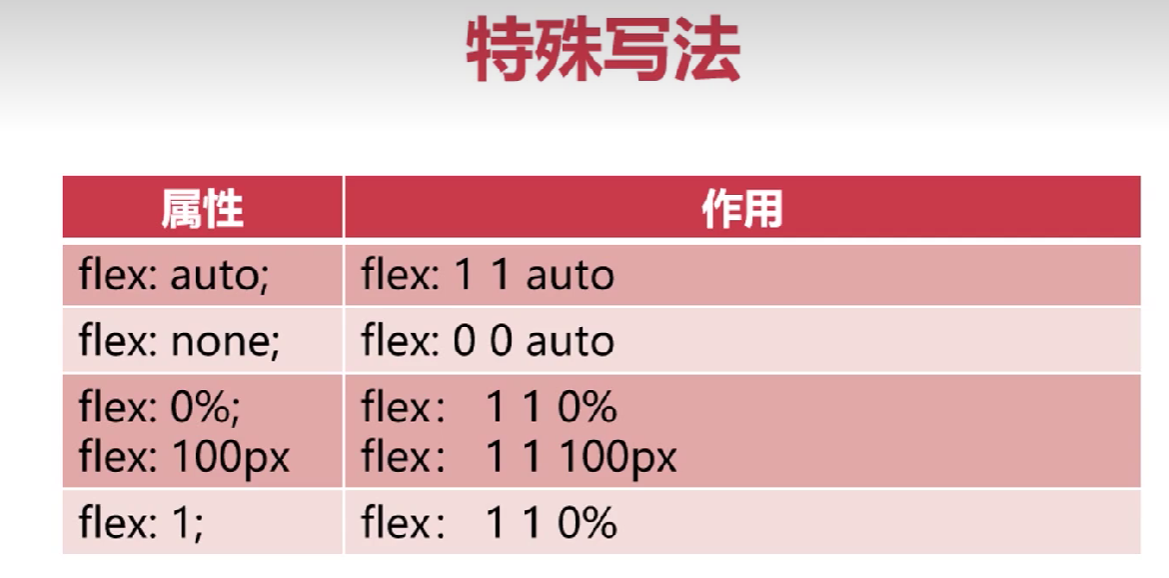 特殊写法
属性 作用
flex: auto; flex: 1 1 auto
flex: none; flex: 0 0 auto
flex: 0%; flex： 1 1 0%
flex: 100px flex： 1 1 100px
flex: 1; flex： 1 1 0%